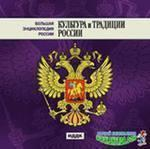 БОЛЬШАЯ
ЭНЦИКЛОПЕДИЯ
РОССИИ
КУЛЬТУРА И ТРАДИЦИИ
РОССИИ
ИДДК